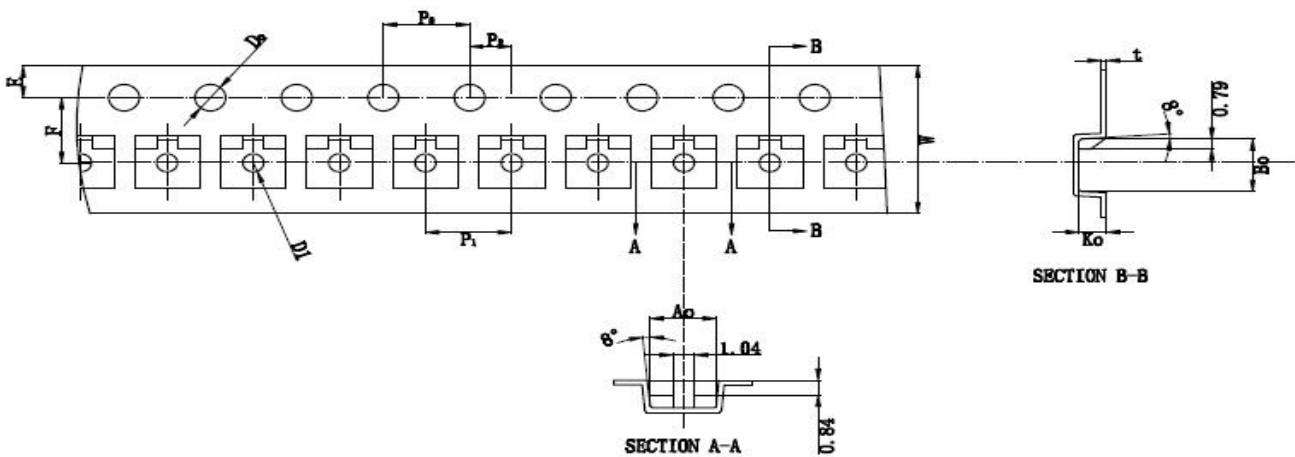 P₀
P₂
B
D₀
E
F
W
t
8°
0.79
B₀
K₀
SECTION B-B
D1
P₁
A
A
B
A₀
8°
1.04
0.84
SECTION A-A